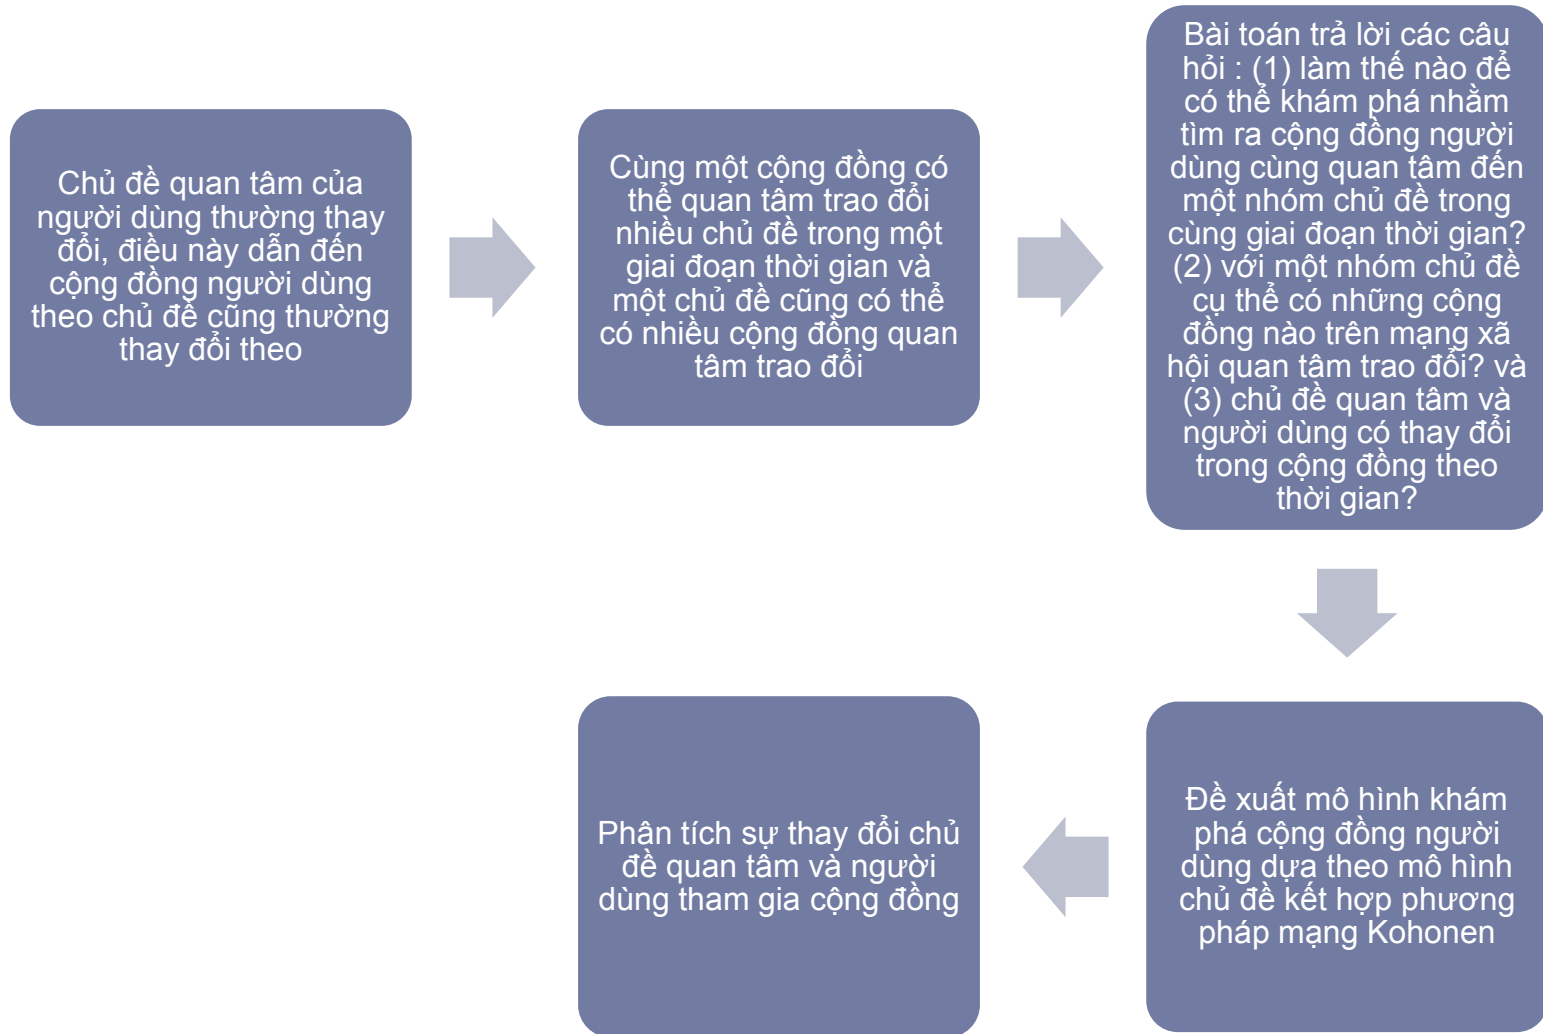 Chủ đề quan tâm của
người dùng thường thay
đổi, điều này dẫn đến
cộng đồng người dùng
theo chủ đề cũng thường
thay đổi theo
Cùng một cộng đồng có
thể quan tâm trao đổi
nhiều chủ đề trong một
giai đoạn thời gian và
một chủ đề cũng có thể
có nhiều cộng đồng quan
tâm trao đổi
Bài toán trả lời các câu
hỏi : (1) làm thế nào để
có thể khám phá nhằm
tìm ra cộng đồng người
dùng cùng quan tâm đến
một nhóm chủ đề trong
cùng giai đoạn thời gian?
(2) với một nhóm chủ đề
cụ thể có những cộng
đồng nào trên mạng xã
hội quan tâm trao đổi? và
(3) chủ đề quan tâm và
người dùng có thay đổi
trong cộng đồng theo
thời gian?
Đề xuất mô hình khám
phá cộng đồng người
dùng dựa theo mô hình
chủ đề kết hợp phương
pháp mạng Kohonen
Phân tích sự thay đổi chủ
đề quan tâm và người
dùng tham gia cộng đồng